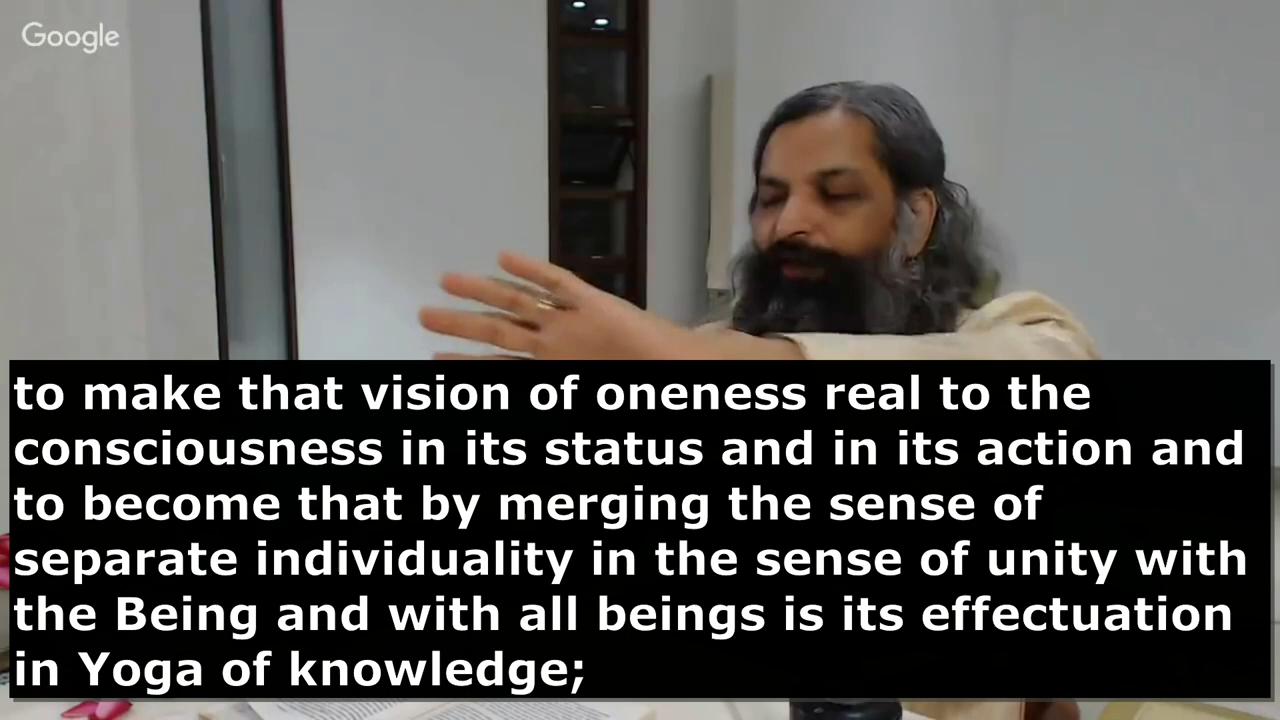 Google
to make that vision of oneness real to the
consciousness in its status and in its action and
to become that by merging the sense of
separate individuality in the sense of unity with
the Being and with all beings is its effectuation
in Yoga of knowledge;